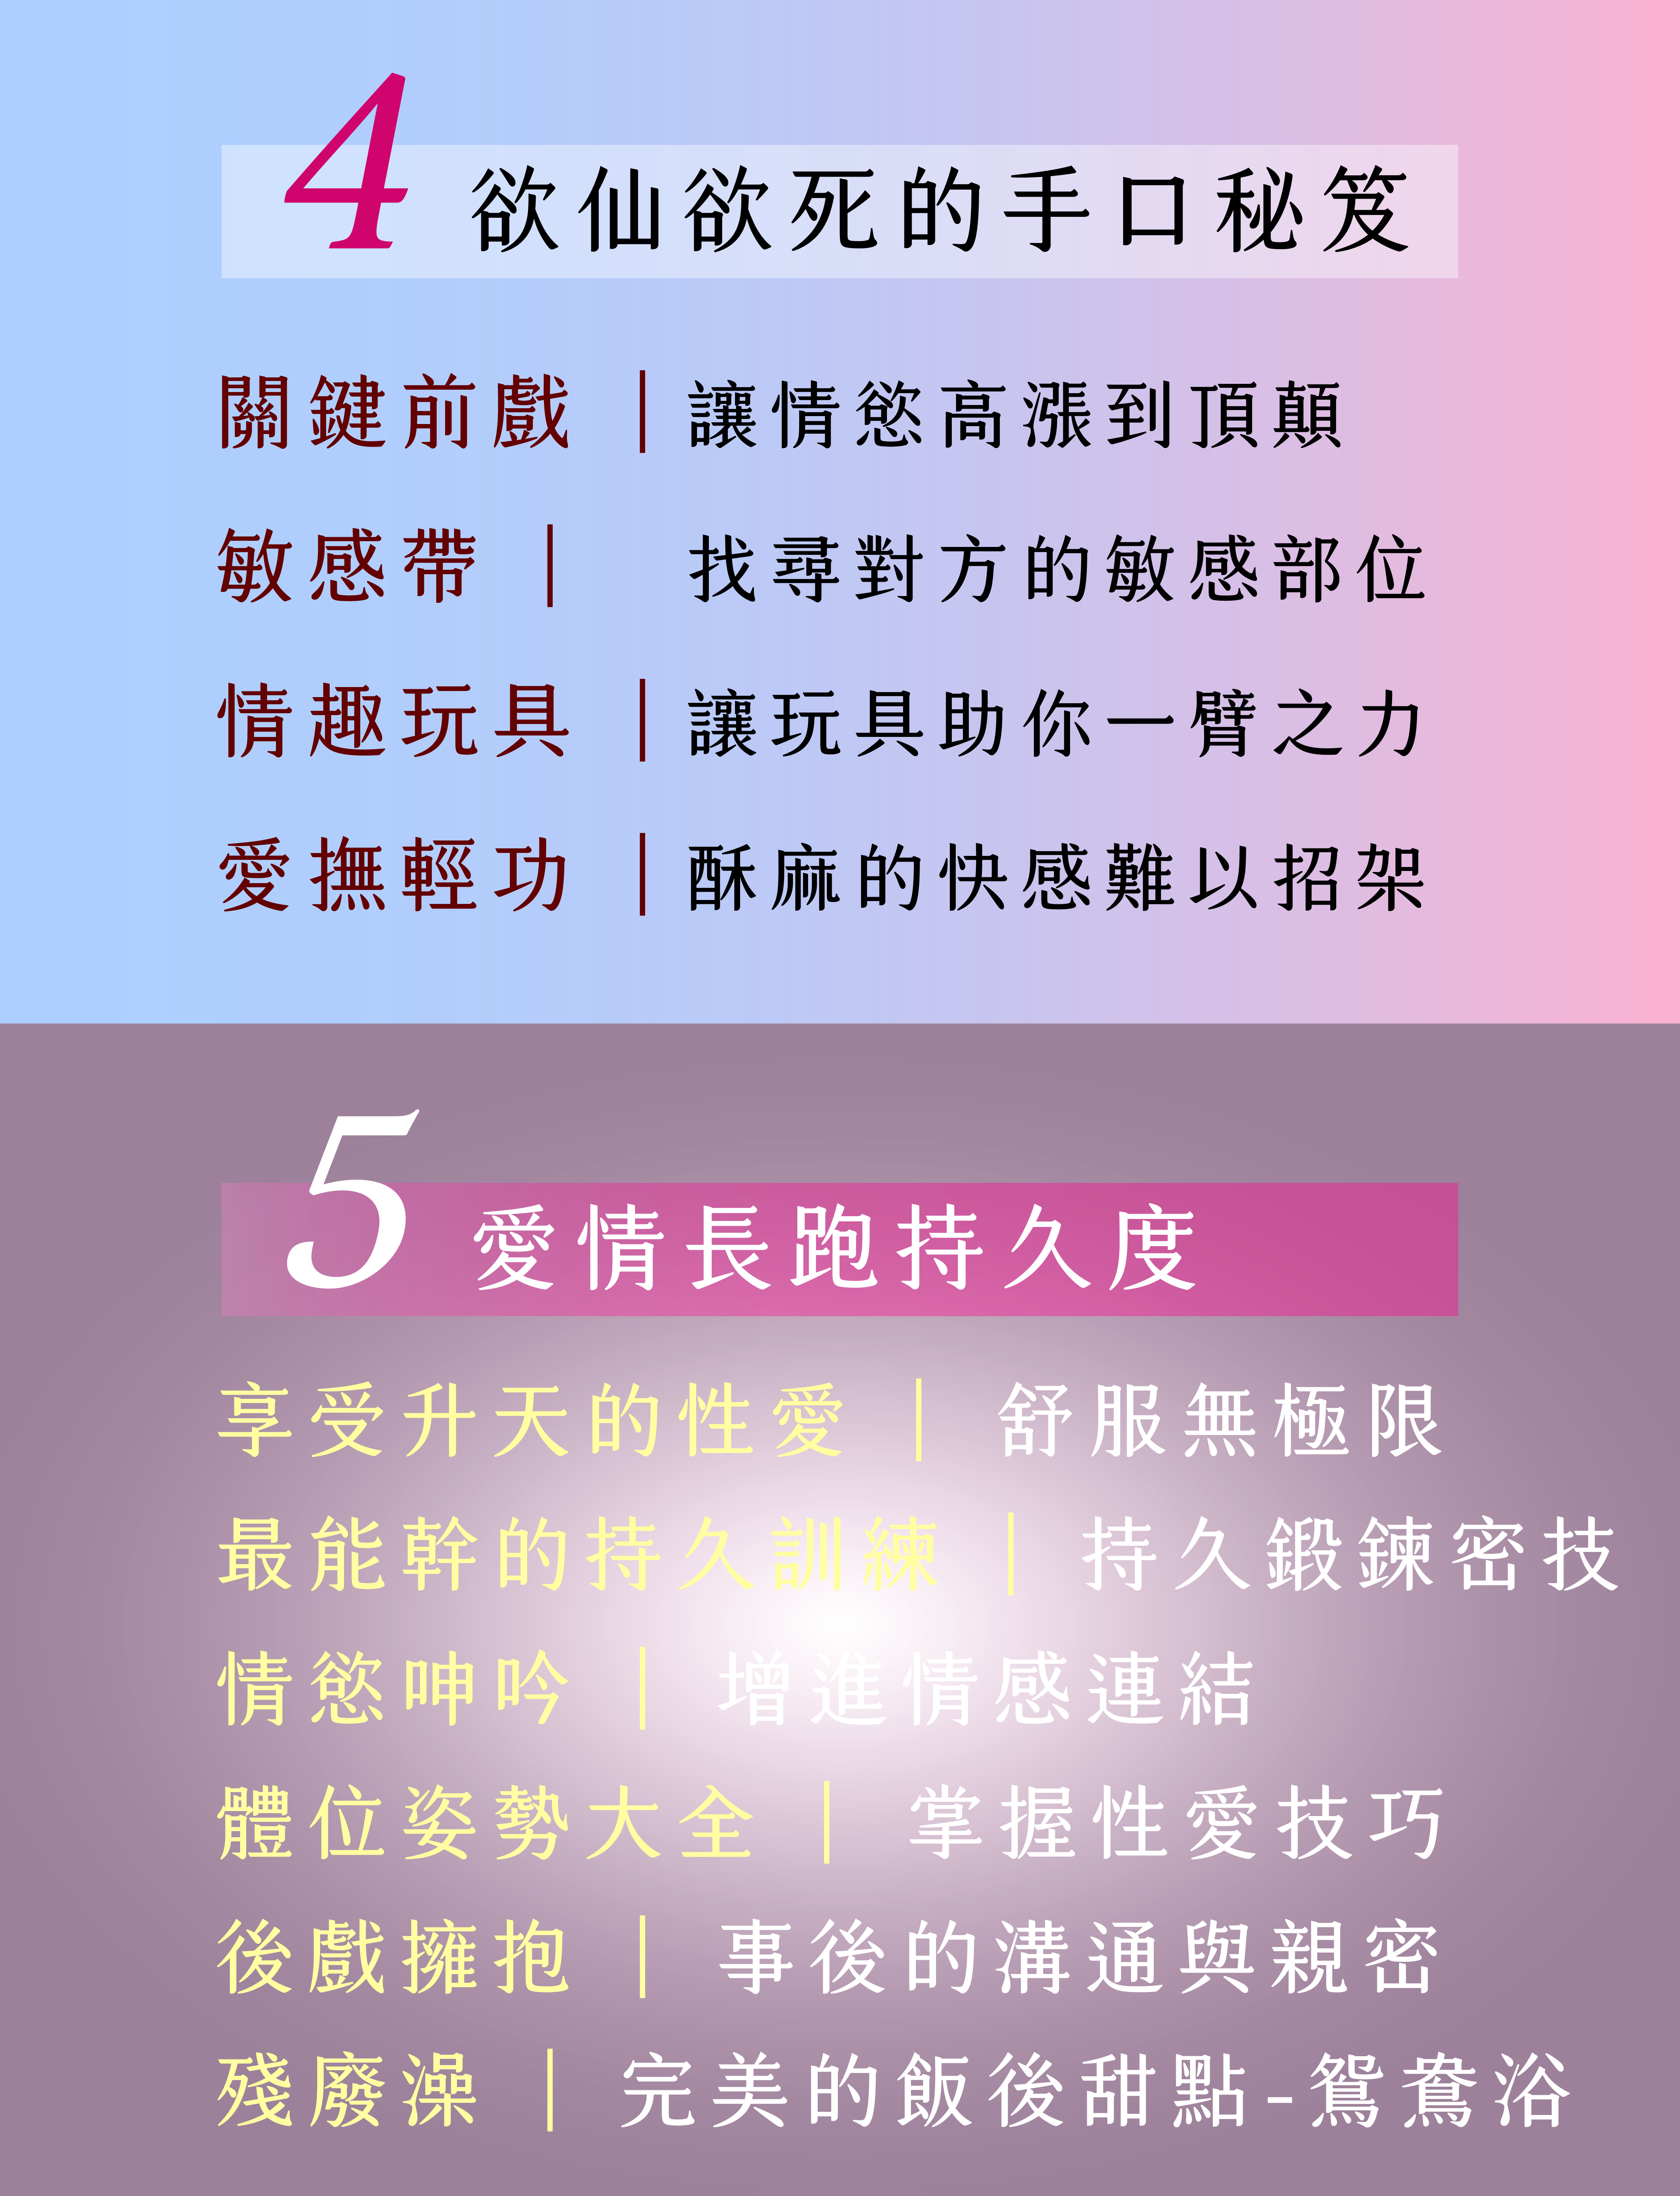 4 欲仙欲死的手口秘笈
關鍵前戲｜讓情慾高漲到頂顛
敏感帶｜ 找尋對方的敏感部位
情趣玩具｜讓玩具助你一臂之力
愛撫輕功｜酥麻的快感難以招架
5 愛情長跑持久度
享受升天的性愛｜舒服無極限
最能幹的持久訓練｜持久鍛鍊密技
情慾呻吟｜增進情感連結
體位姿勢大全｜掌握性愛技巧
後戲擁抱｜事後的溝通與親密
殘廢澡｜完美的飯後甜點-鴛鴦浴